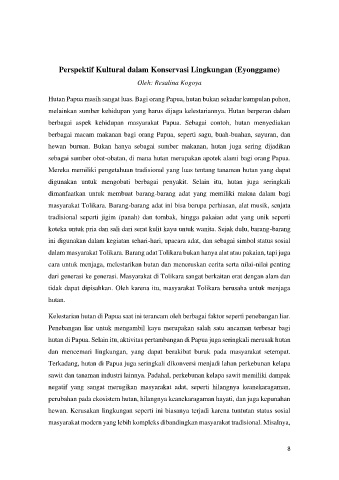 Perspektif Kultural dalam Konservasi Lingkungan (Eyonggame)
Oleh: Resalina Kogoya
Hutan Papua masih sangat luas. Bagi orang Papua, hutan bukan sekadar kumpulan pohon,
melainkan sumber kehidupan yang harus dijaga kelestariannya. Hutan berperan dalam
berbagai aspek kehidupan masyarakat Papua. Sebagai contoh, hutan menyediakan
berbagai macam makanan bagi orang Papua, seperti sagu, buah-buahan, sayuran, dan
hewan buruan. Bukan hanya sebagai sumber makanan, hutan juga sering dijadikan
sebagai sumber obat-obatan, di mana hutan merupakan apotek alami bagi orang Papua.
Mereka memiliki pengetahuan tradisional yang luas tentang tanaman hutan yang dapat
digunakan untuk mengobati berbagai penyakit. Selain itu, hutan juga seringkali
dimanfaatkan untuk membuat barang-barang adat yang memiliki makna dalam bagi
masyarakat Tolikara. Barang-barang adat ini bisa berupa perhiasan, alat musik, senjata
tradisional seperti jigim (panah) dan tombak, hingga pakaian adat yang unik seperti
koteka untuk pria dan sali dari serat kulit kayu untuk wanita. Sejak dulu, barang-barang
ini digunakan dalam kegiatan sehari-hari, upacara adat, dan sebagai simbol status sosial
dalam masyarakat Tolikara. Barang adat Tolikara bukan hanya alat atau pakaian, tapi juga
cara untuk menjaga, melestarikan hutan dan meneruskan cerita serta nilai-nilai penting
dari generasi ke generasi. Masyarakat di Tolikara sangat berkaitan erat dengan alam dan
tidak dapat dipisahkan. Oleh karena itu, masyarakat Tolikara berusaha untuk menjaga
hutan.
Kelestarian hutan di Papua saat ini terancam oleh berbagai faktor seperti penebangan liar.
Penebangan liar untuk mengambil kayu merupakan salah satu ancaman terbesar bagi
hutan di Papua. Selain itu, aktivitas pertambangan di Papua juga seringkali merusak hutan
dan mencemari lingkungan, yang dapat berakibat buruk pada masyarakat setempat.
Terkadang, hutan di Papua juga seringkali dikonversi menjadi lahan perkebunan kelapa
sawit dan tanaman industri lainnya. Padahal, perkebunan kelapa sawit memiliki dampak
negatif yang sangat merugikan masyarakat adat, seperti hilangnya keanekaragaman,
perubahan pada ekosistem hutan, hilangnya keanekaragaman hayati, dan juga kepunahan
hewan. Kerusakan lingkungan seperti ini biasanya terjadi karena tuntutan status sosial
masyarakat modern yang lebih kompleks dibandingkan masyarakat tradisional. Misalnya,
8